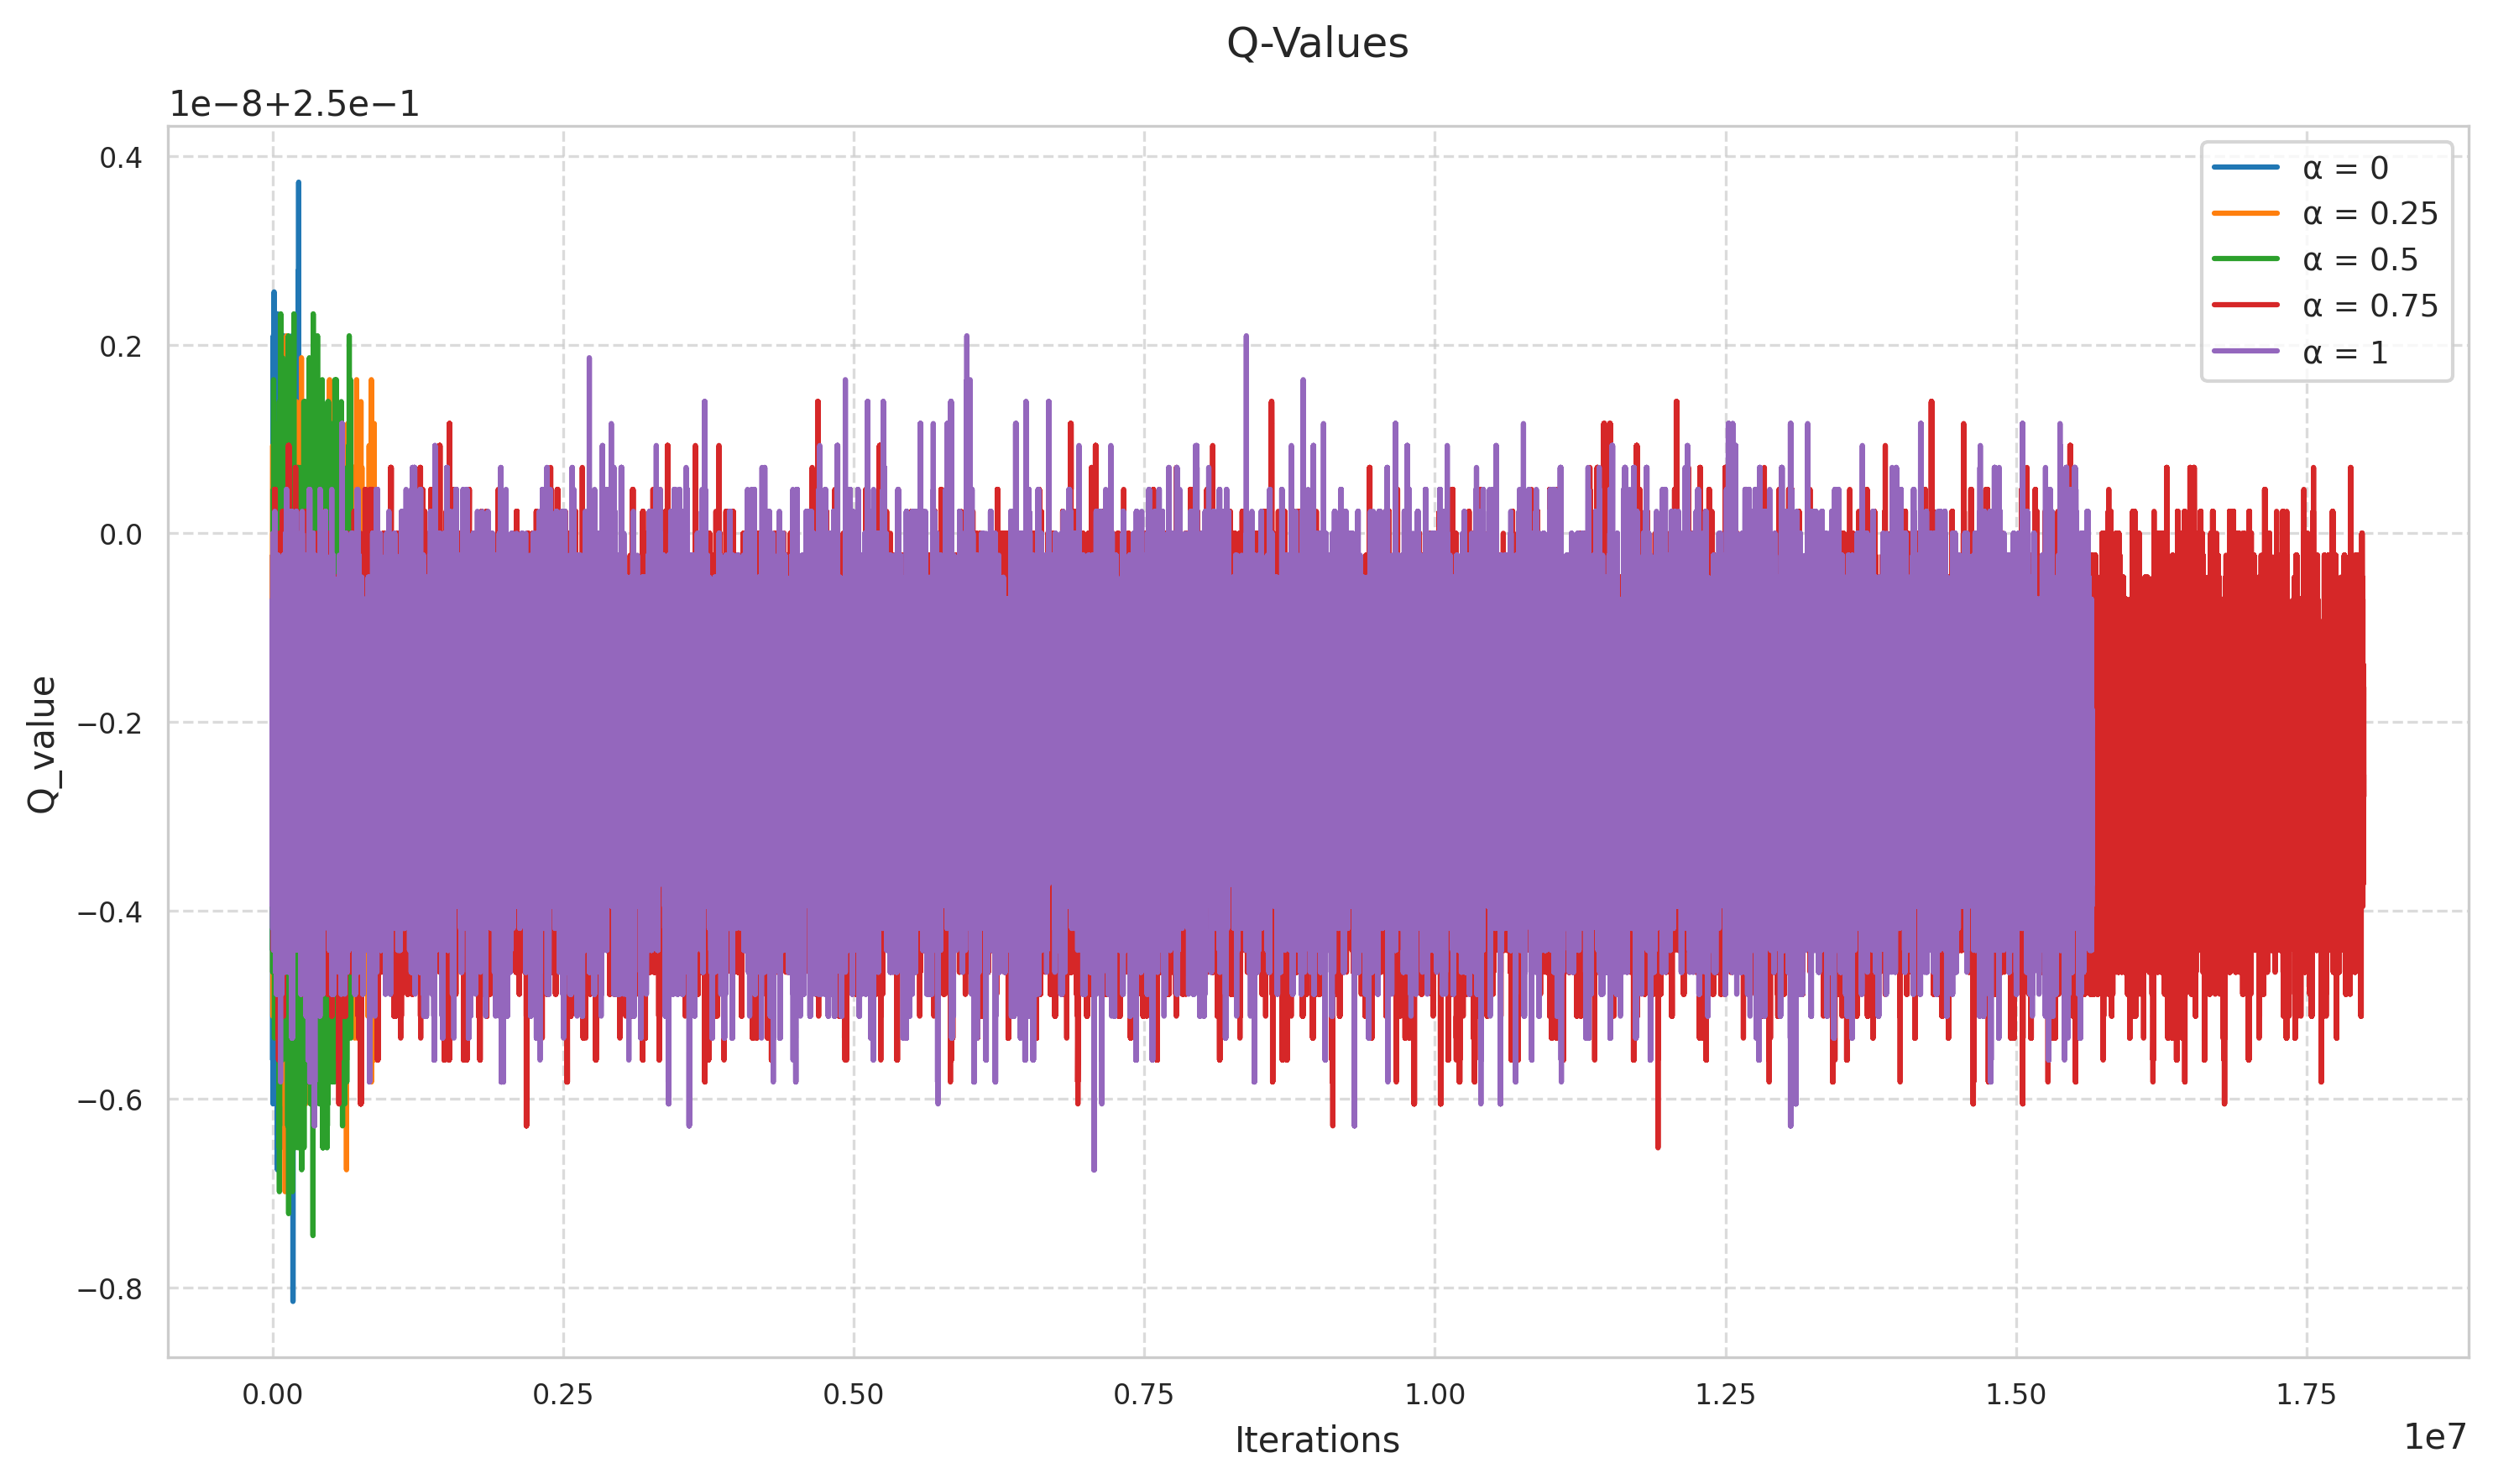 Q-Values
1e−8+2.5e−1
0.4
0.2
0.0
−0.2
−0.4
−0.6
−0.8
Q_value
α = 0
α = 0.25
α = 0.5
α = 0.75
α = 1
0.00 0.25 0.50 0.75 1.00 1.25 1.50 1.75
Iterations
1e7